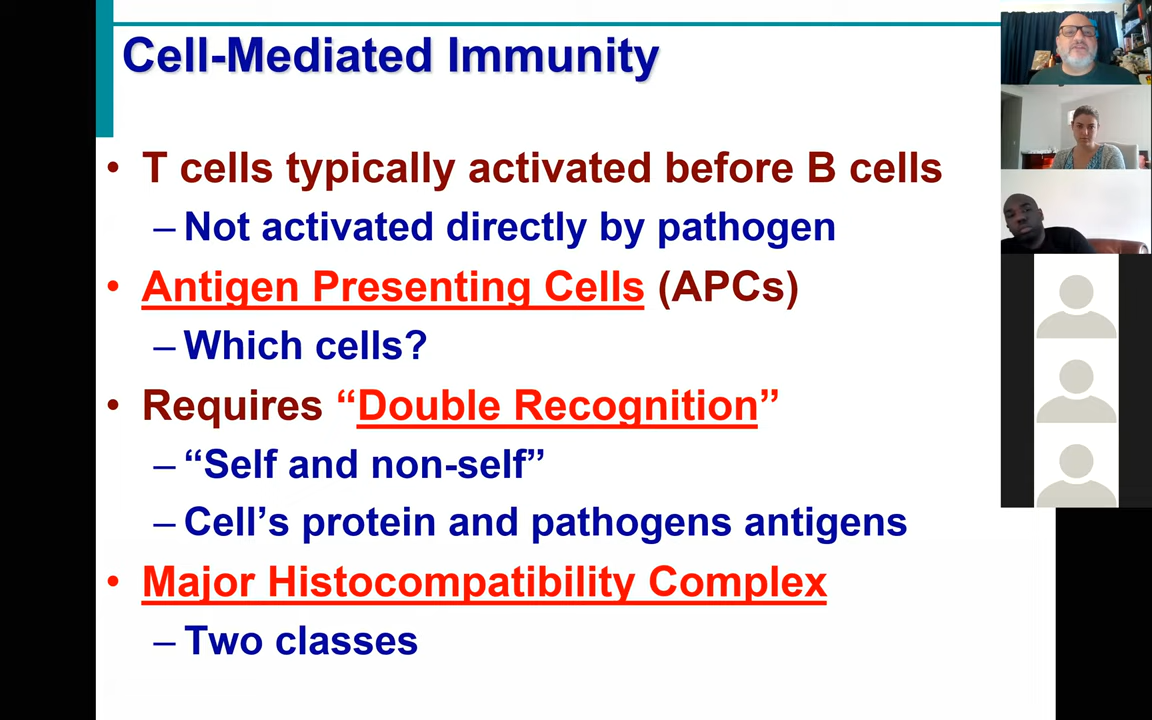 Cell-Mediated Immunity
• T cells typically activated before B cells
– Not activated directly by pathogen
• Antigen Presenting Cells (APCs)
– Which cells?
• Requires “Double Recognition”
– “Self and non-self”
– Cell’s protein and pathogens antigens
• Major Histocompatibility Complex
– Two classes